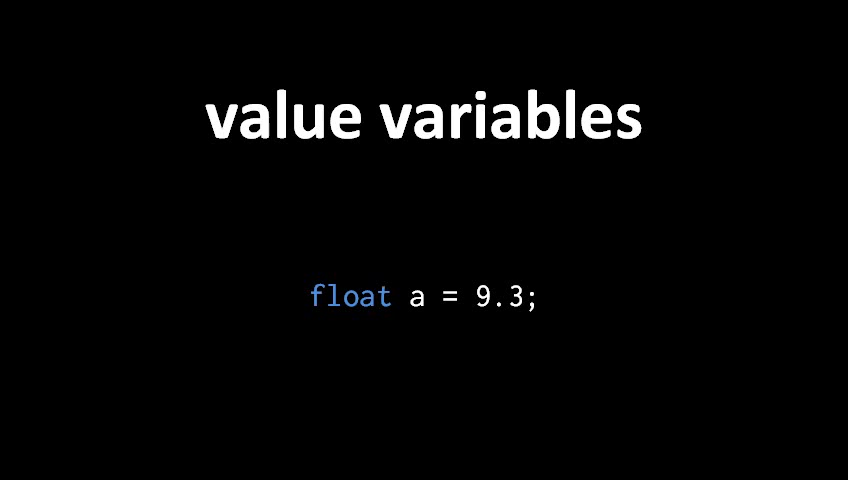 value variables
float a = 9.3;